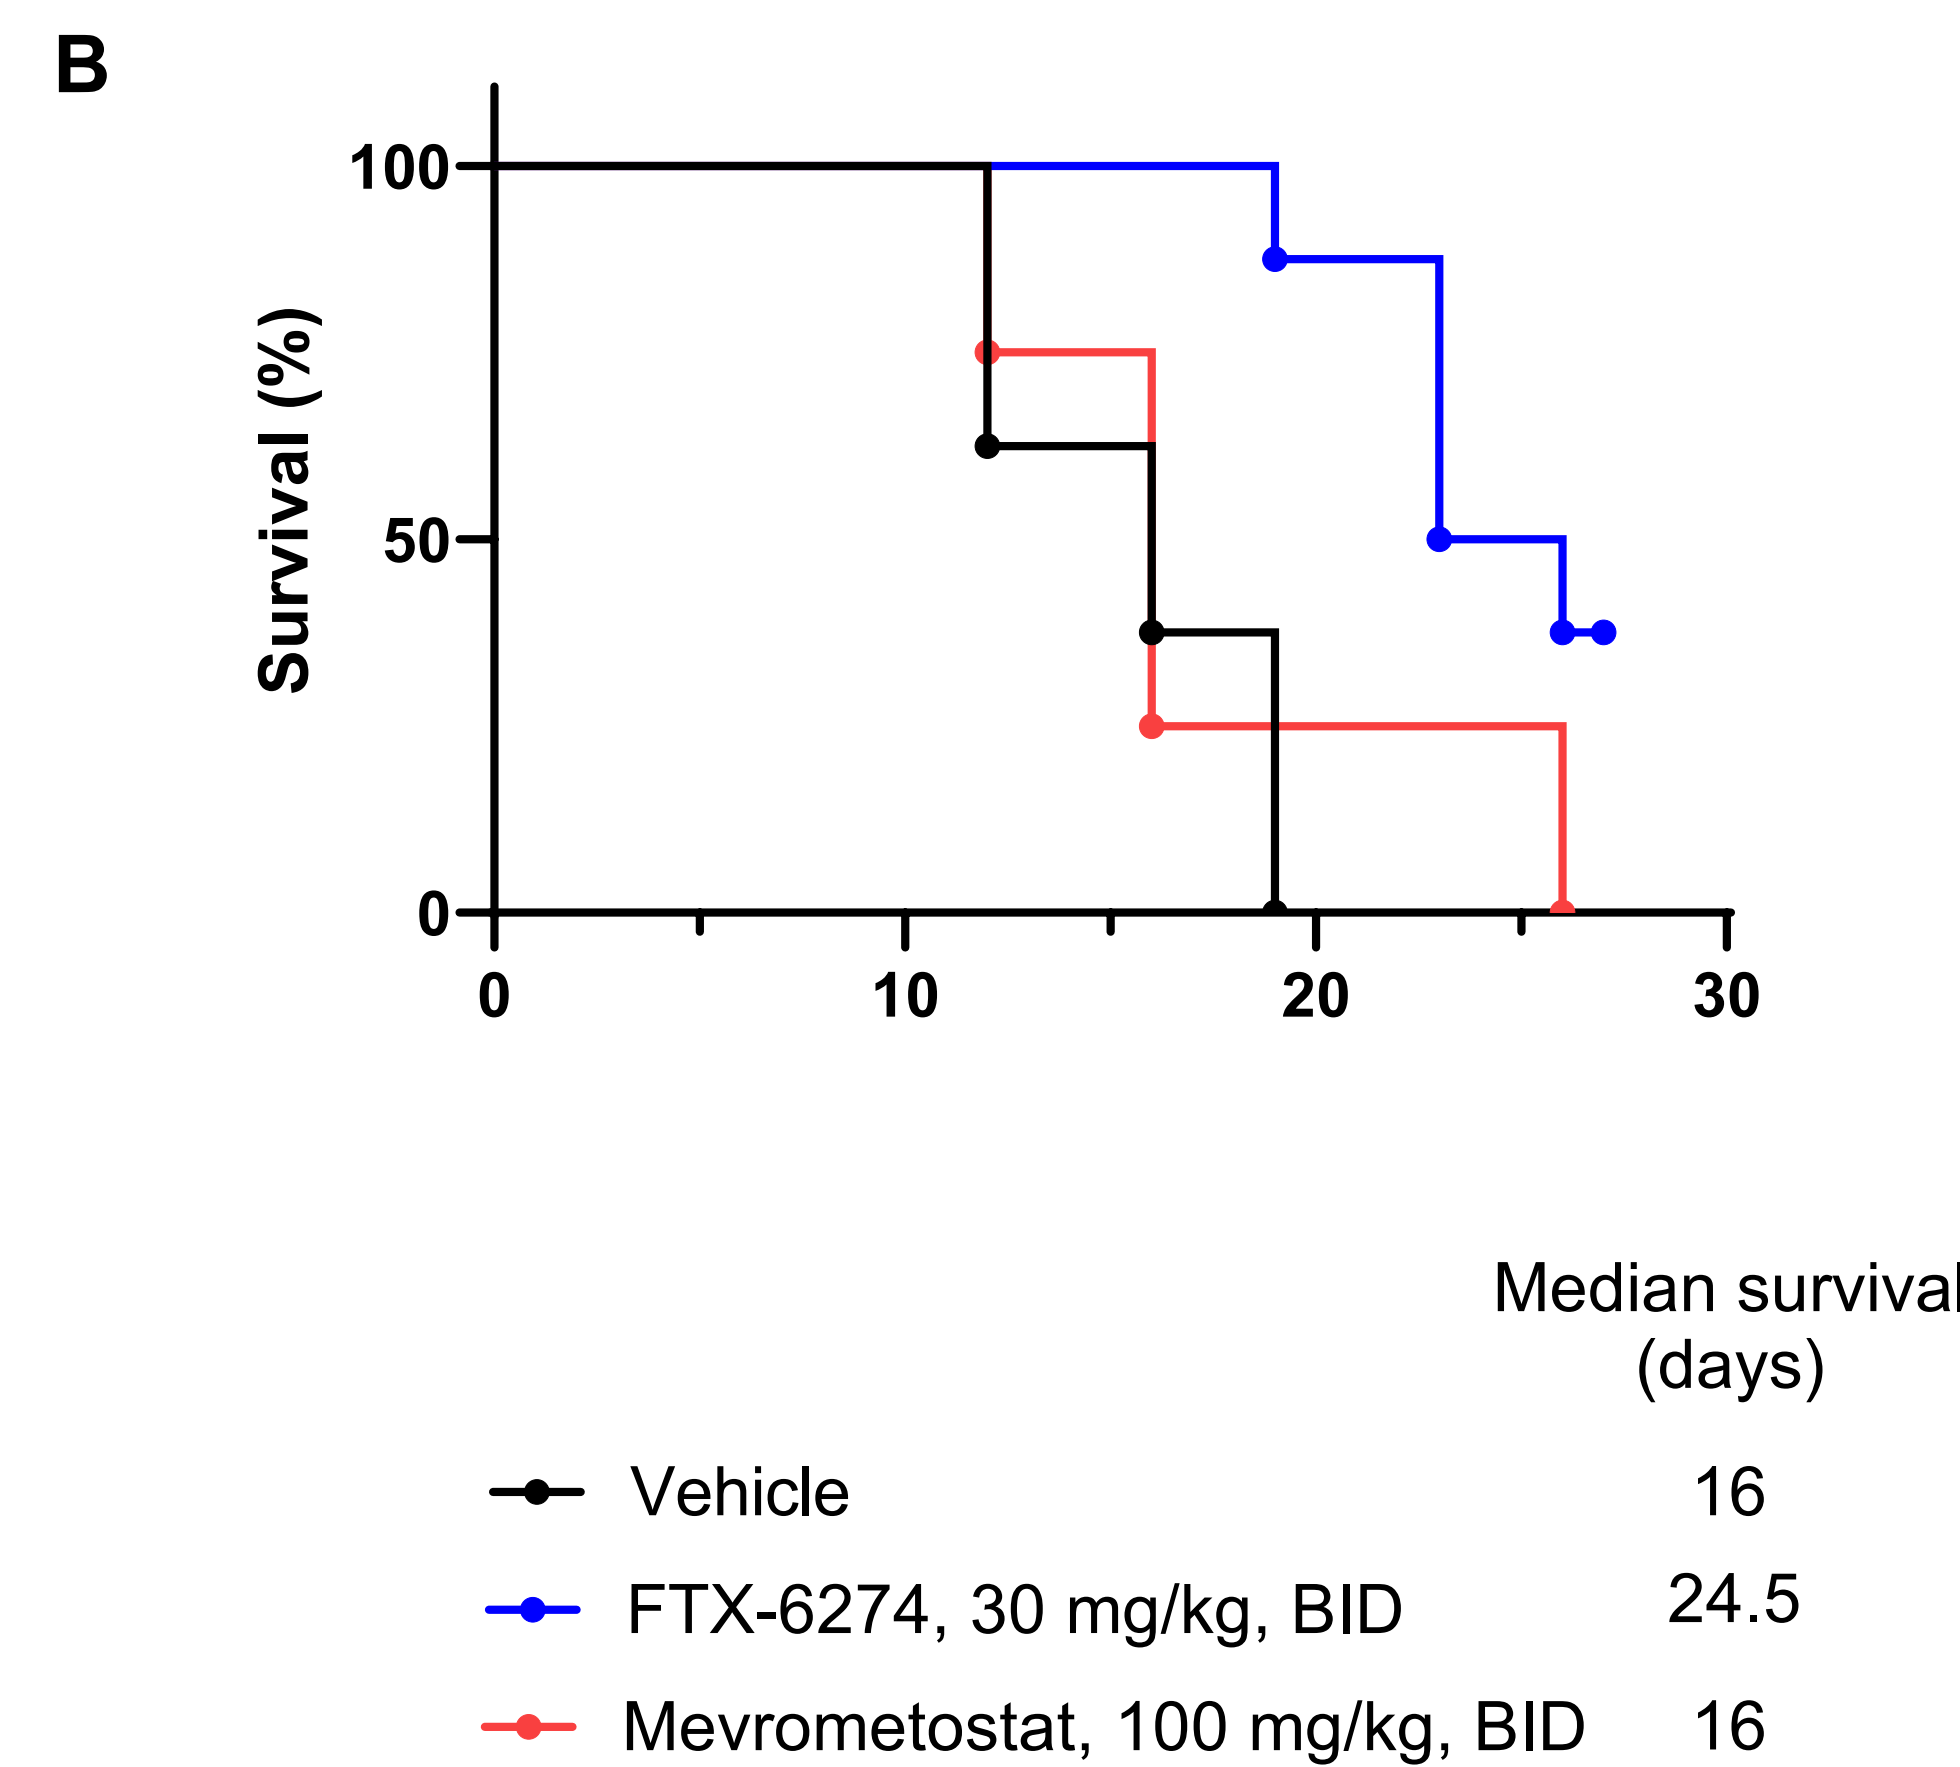 B
Survival (%)
100
50
0
0 10 20 30
Median survival
(days)
Vehicle 16
FTX-6274, 30 mg/kg, BID 24.5
Mevrometostat, 100 mg/kg, BID 16